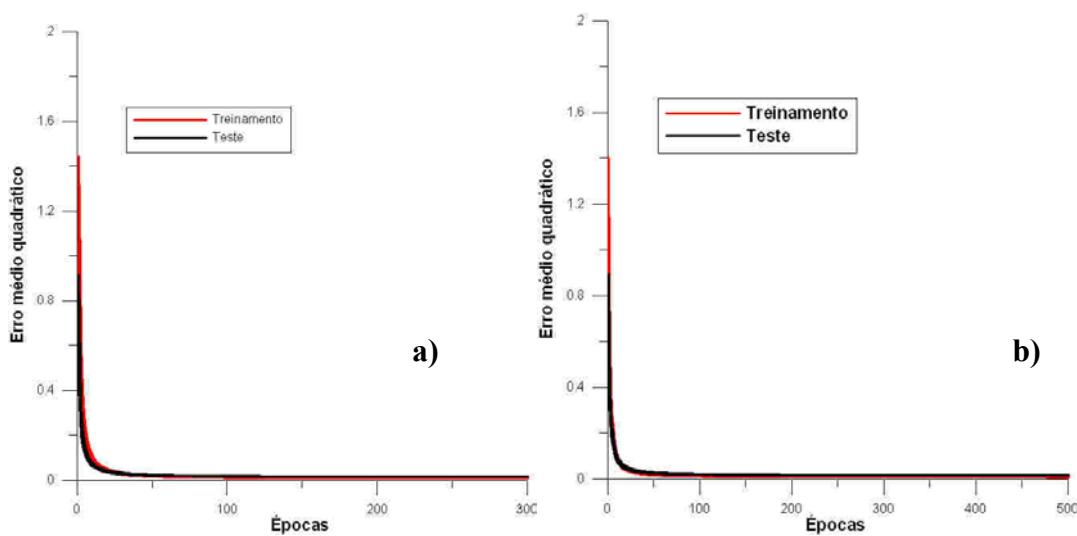 2
1.6
1.2
0.8
0.4
0
Erro médio quadrático
Treinamento
Teste
a)
0
100
200
300
Épocas
2
1.6
1.2
0.8
0.4
0
Erro médio quadrático
Treinamento
Teste
b)
0
100
200
300
400
500
Épocas